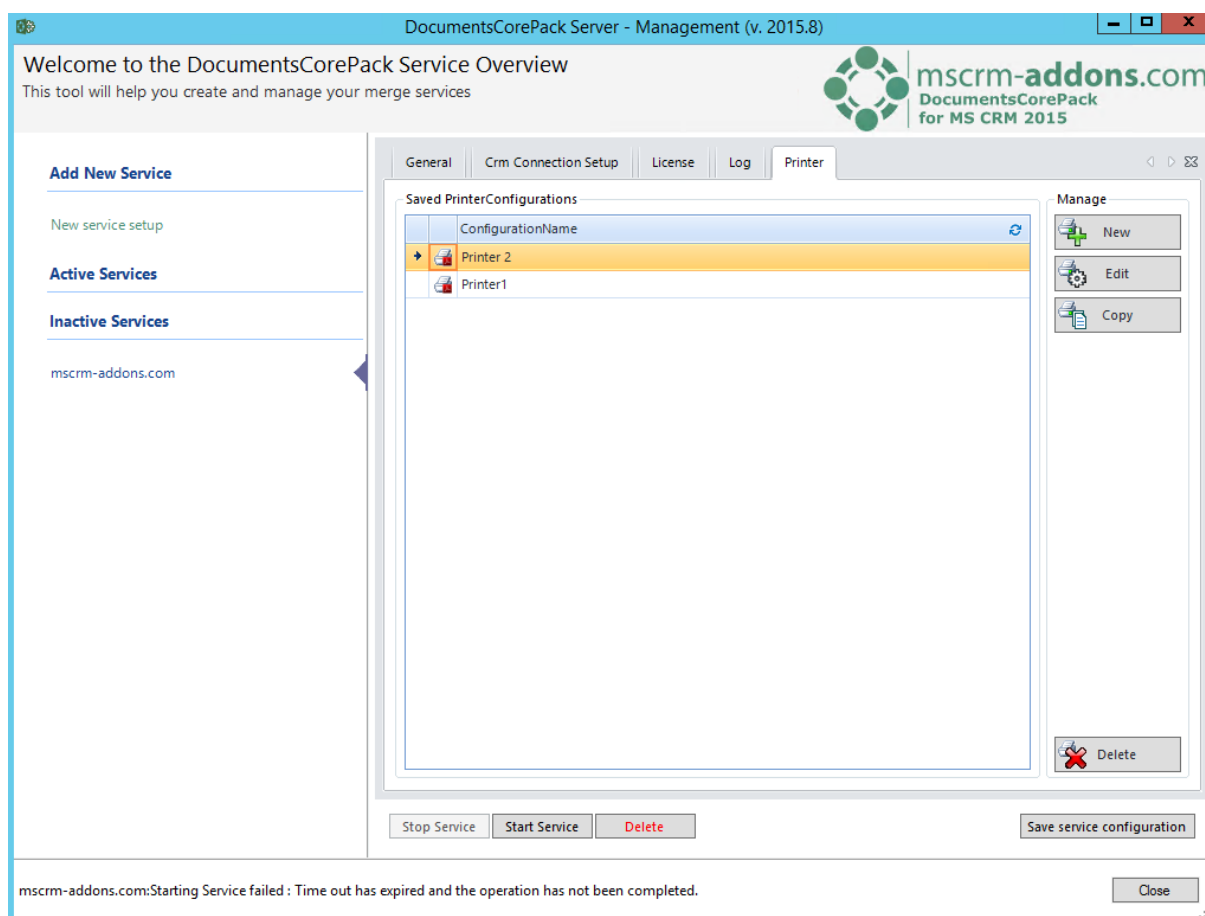 DocumentsCorePack Server - Management (v. 2015.8)
Welcome to the DocumentsCorePack Service Overview
This tool will help you create and manage your merge services
mscrm-addons.com
DocumentsCorePack
for MS CRM 2015
Add New Service
New service setup
Active Services
Inactive Services
mscrm-addons.com
General
Crm Connection Setup
License
Log
Printer
Saved PrinterConfigurations
ConfigurationName
Printer 2
Printer1
Manage
New
Edit
Copy
Delete
Stop Service
Start Service
Delete
Save service configuration
mscrm-addons.com:Starting Service failed : Time out has expired and the operation has not been completed.
Close